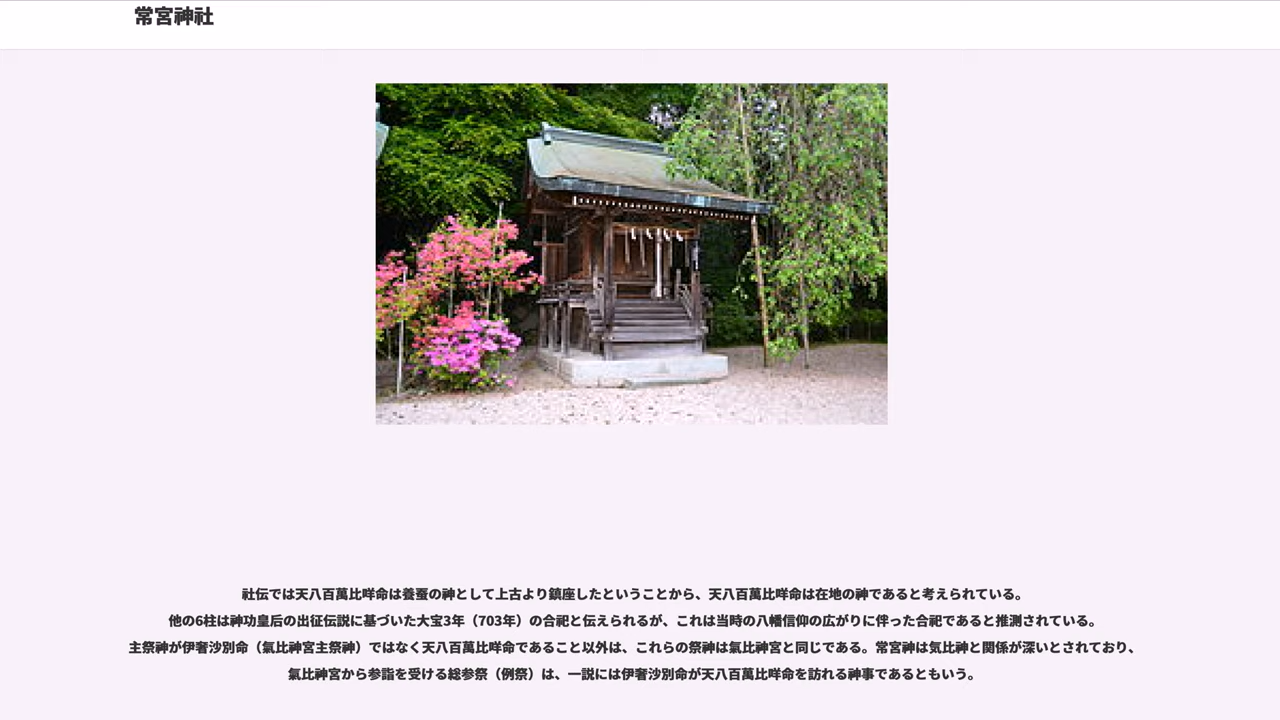 常宮神社
社伝では天八百萬比咩命は養蚕の神として上古より鎮座したということから、天八百萬比咩命は在地の神であると考えられている。
他の6柱は神功皇后の出征伝説に基づいた大宝3年（703年）の合祀と伝えられるが、これは当時の八幡信仰の広がりに伴った合祀であると推測されている。
主祭神が伊奢沙別命（氣比神宮主祭神）ではなく天八百萬比咩命であること以外は、これらの祭神は氣比神宮と同じである。常宮神は気比神と関係が深いとされており、
氣比神宮から参詣を受ける総参祭（例祭）は、一説には伊奢沙別命が天八百萬比咩命を訪れる神事であるともいう。